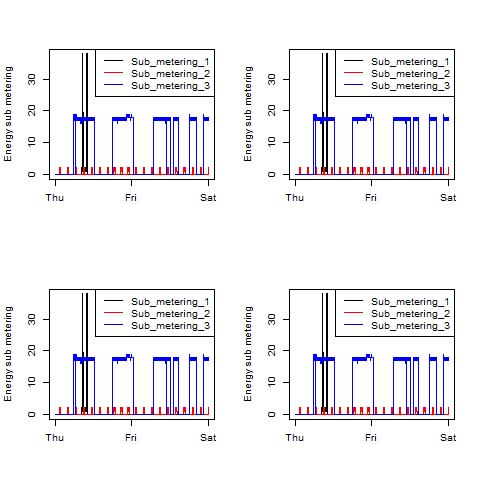 Energy sub metering
30
20
10
0
Sub_metering_1
Sub_metering_2
Sub_metering_3
Thu Fri Sat
Energy sub metering
30
20
10
0
Sub_metering_1
Sub_metering_2
Sub_metering_3
Thu Fri Sat
Energy sub metering
30
20
10
0
Sub_metering_1
Sub_metering_2
Sub_metering_3
Thu Fri Sat
Energy sub metering
30
20
10
0
Sub_metering_1
Sub_metering_2
Sub_metering_3
Thu Fri Sat